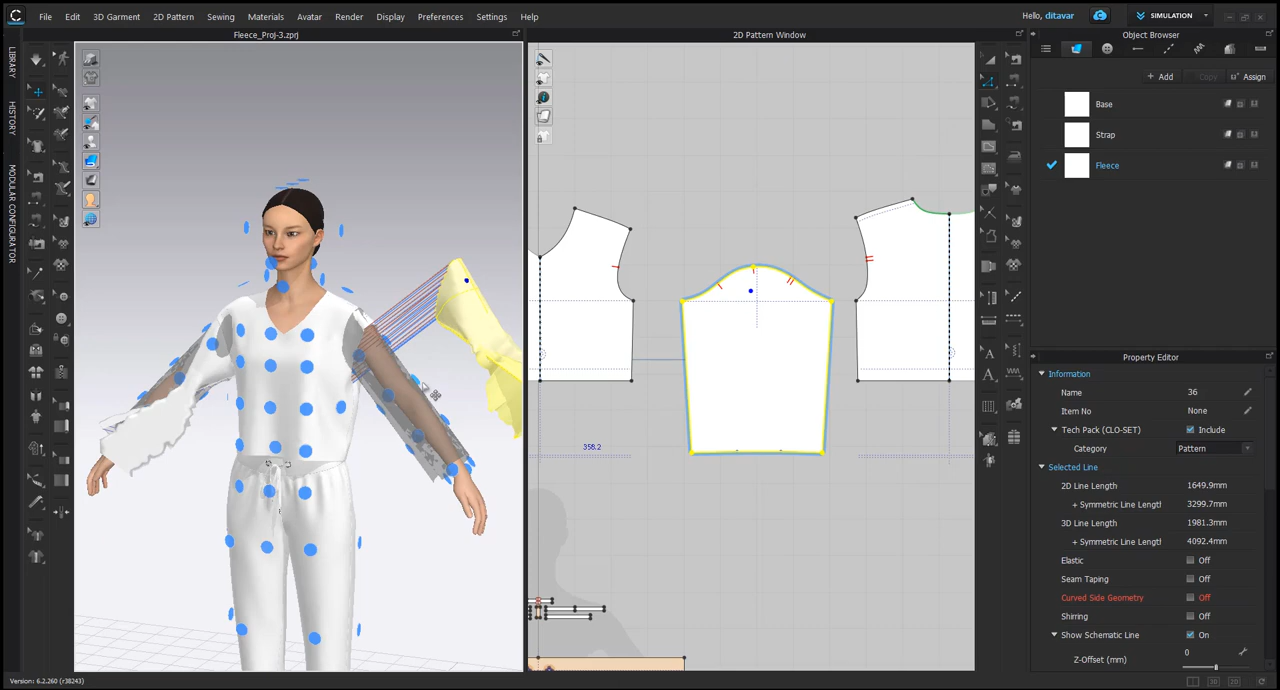 File Edit 3D Garment 2D Pattern Sewing Materials Avatar Render Display Preferences Settings Help
Hello, ditavar
SIMULATION
Fleece_Proj-3.zprj
2D Pattern Window
Object Browser
LIBRARY
HISTORY
MODULAR CONFIGURATOR
+ Add Copy Assign
Base
Strap
Fleece
358.2
Property Editor
Information
Name 36
Item No None
Tech Pack (CLO-SET) Include
Category Pattern
Selected Line
2D Line Length 1649.9mm
+ Symmetric Line Lengtl 3299.7mm
3D Line Length 1981.3mm
+ Symmetric Line Lengtl 4092.4mm
Elastic Off
Seam Taping Off
Curved Side Geometry Off
Shirring Off
Show Schematic Line On
Z-Offset (mm) 0
Version: 6.2.260 (r38243)
3D 2D